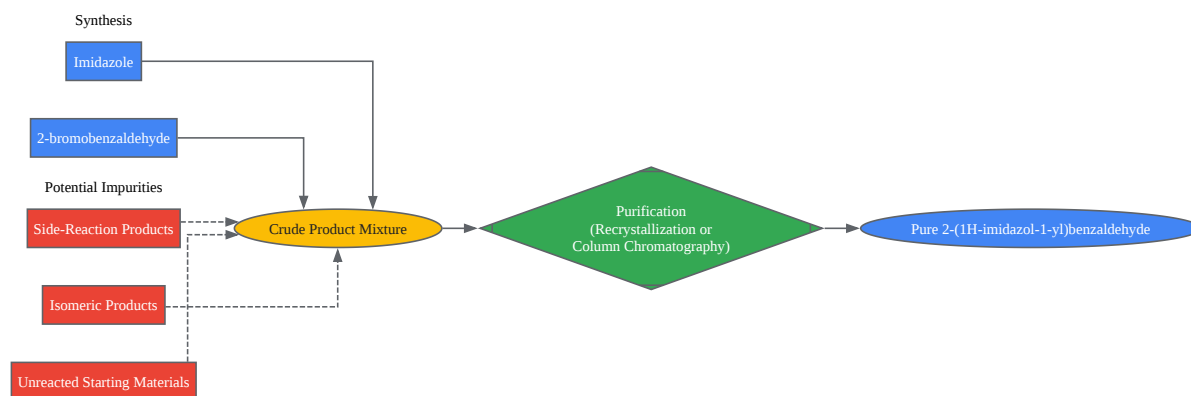 Synthesis
Imidazole
2-bromobenzaldehyde
Potential Impurities
Side-Reaction Products
Isomeric Products
Unreacted Starting Materials
Crude Product Mixture
Purification
(Recrystallization or
Column Chromatography)
Pure 2-(1H-imidazol-1-yl)benzaldehyde